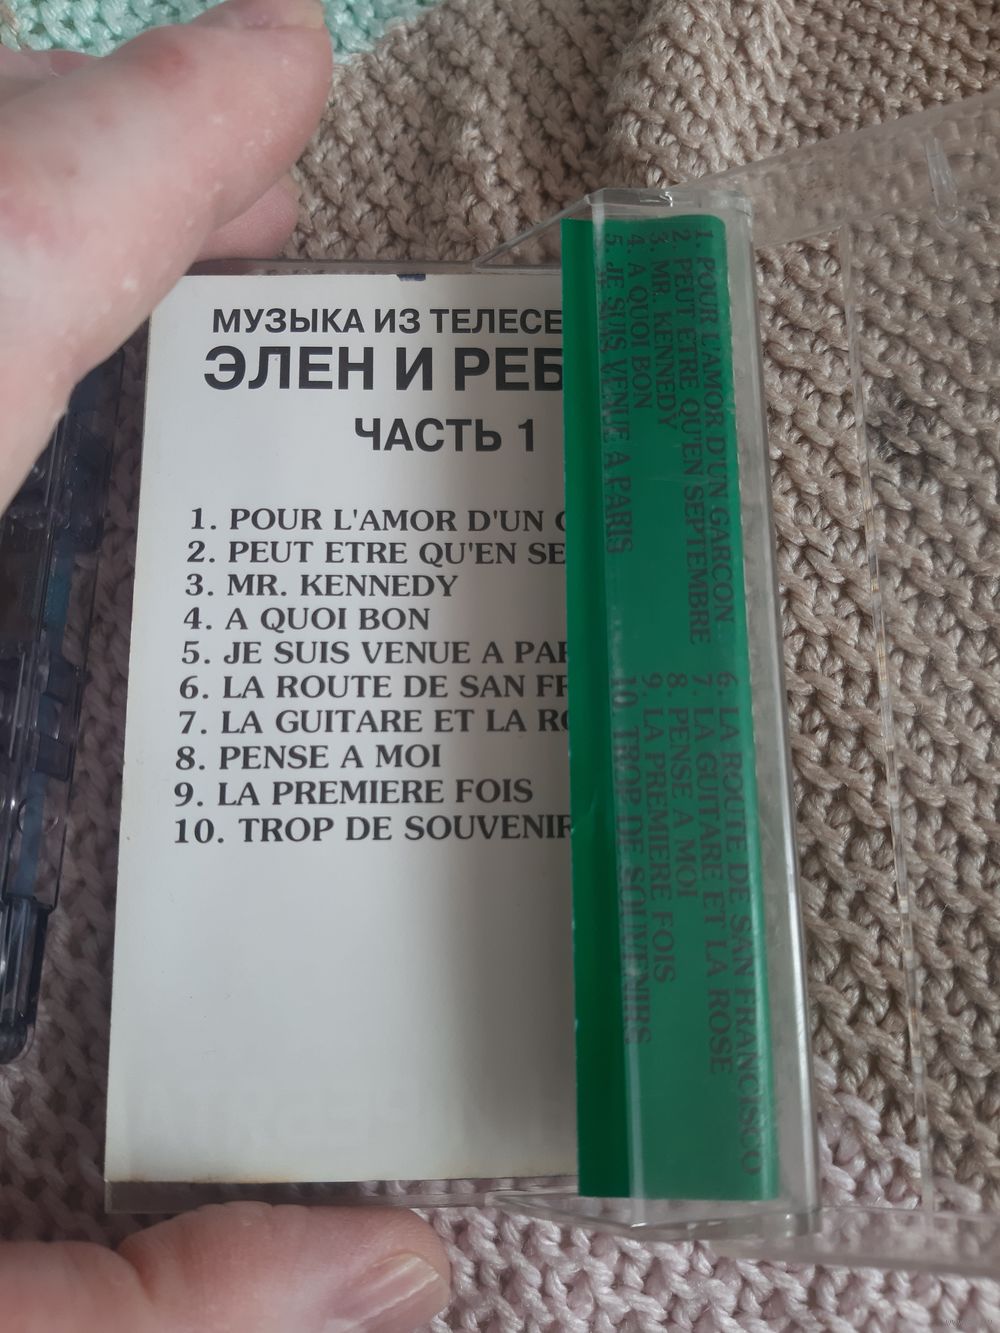 МУЗЫКА ИЗ ТЕЛЕСЕ
ЭЛЕН И РЕБ
ЧАСТЬ 1
1. POUR L'AMOR D'UN G
2. PEUT ETRE QU'EN SE
3. MR. KENNEDY
4. A QUOI BON
5. JE SUIS VENUE A PAR
6. LA ROUTE DE SAN FR
7. LA GUITARE ET LA RO
8. PENSE A MOI
9. LA PREMIERE FOIS
10. TROP DE SOUVENIR
1. POUR L'AMOR D'UN GARCON
2. PEUT ETRE QU'EN SEPTEMBRE
3. MR. KENNEDY
4. A QUOI BON
5. JE SUIS VENUE A PARIS
6. LA ROUTE DE SAN FRANCISCO
7. LA GUITARE ET LA ROSE
8. PENSE A MOI
9. LA PREMIERE FOIS
10. TROP DE SOUVENIRS